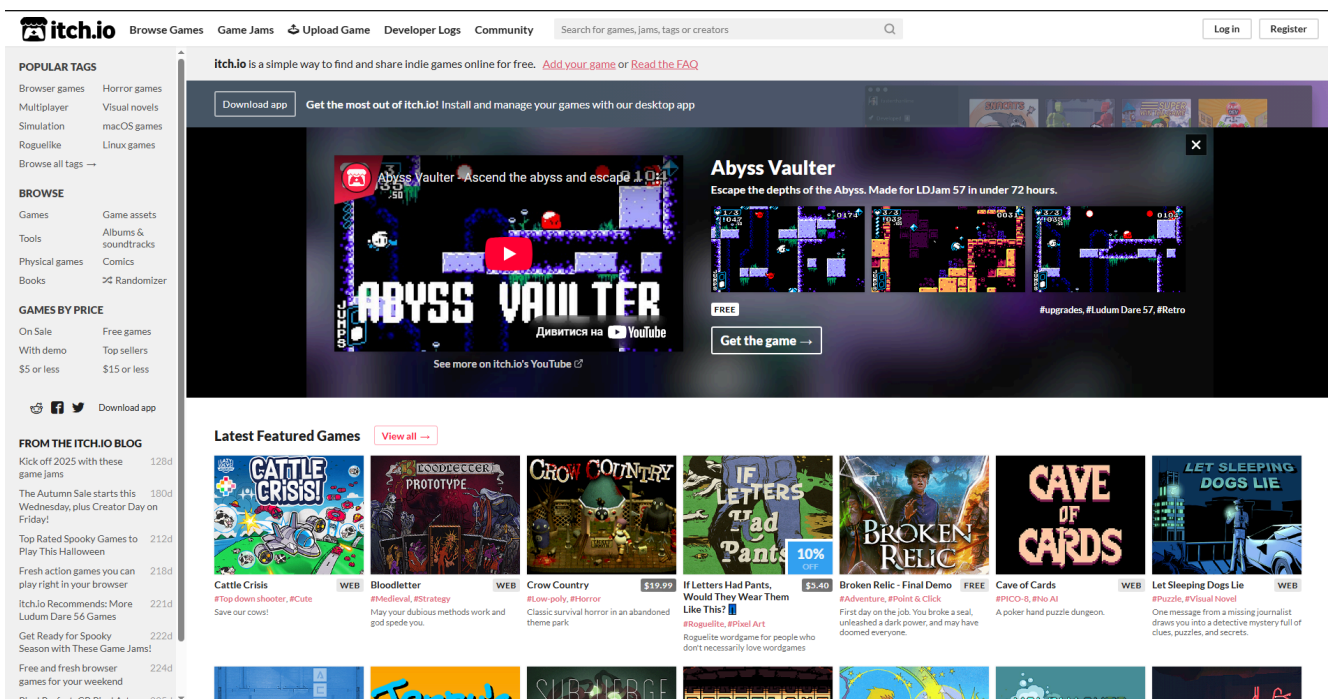 itch.io Browse Games Game Jams Upload Game Developer Logs Community Search for games, jams, tags or creators Log in Register
POPULAR TAGS
Browser games Horror games
Multiplayer Visual novels
Simulation macOS games
Roguelike Linux games
Browse all tags →
BROWSE
Games Game assets
Tools Albums & soundtracks
Physical games Comics
Books Randomizer
GAMES BY PRICE
On Sale Free games
With demo Top sellers
$5 or less $15 or less
Download app
FROM THE ITCH.IO BLOG
Kick off 2025 with these 128d
game jams
The Autumn Sale starts this 180d
Wednesday, plus Creator Day on
Friday!
Top Rated Spooky Games to 212d
Play This Halloween
Fresh action games you can 218d
play right in your browser
Itch.io Recommends: More 221d
Ludum Dare 56 Games
Get Ready for Spooky 222d
Season with These Game Jams!
Free and fresh browser 224d
games for your weekend
itch.io is a simple way to find and share indie games online for free. Add your game or Read the FAQ
Download app Get the most out of itch.io! Install and manage your games with our desktop app
Abyss Vaulter - Ascend the abyss and escape ...
ABYSS VAULTER
JUMPS
Дивитися на YouTube
See more on itch.io's YouTube
Abyss Vaulter
Escape the depths of the Abyss. Made for LDJam 57 in under 72 hours.
FREE #upgrades, #Ludum Dare 57, #Retro
Get the game →
Latest Featured Games View all →
CATTLE
CRISIS!
Cattle Crisis WEB
#Top down shooter, #Cute
Save our cows!
BLOODLETTER
PROTOTYPE
Bloodletter WEB
#Medieval, #Strategy
May your dubious methods work and
god spede you.
CROW COUNTRY
Crow Country $19.99
#Low-poly, #Horror
Classic survival horror in an abandoned
theme park
IF
LETTERS
Had
Pants
10%
OFF
If Letters Had Pants, $5.40
Would They Wear Them
Like This?
#Roguelite, #Pixel Art
Roguelite wordgame for people who
don't necessarily love wordgames
BROKEN
RELIC
Broken Relic - Final Demo FREE
#Adventure, #Point & Click
First day on the job. You broke a seal,
unleashed a dark power, and may have
doomed everyone.
CAVE
OF
CARDS
Cave of Cards WEB
#PICO-8, #No AI
A poker hand puzzle dungeon.
LET SLEEPING
DOGS LIE
Let Sleeping Dogs Lie WEB
#Puzzle, #Visual Novel
One message from a missing journalist
draws you into a detective mystery full of
clues, puzzles, and secrets.